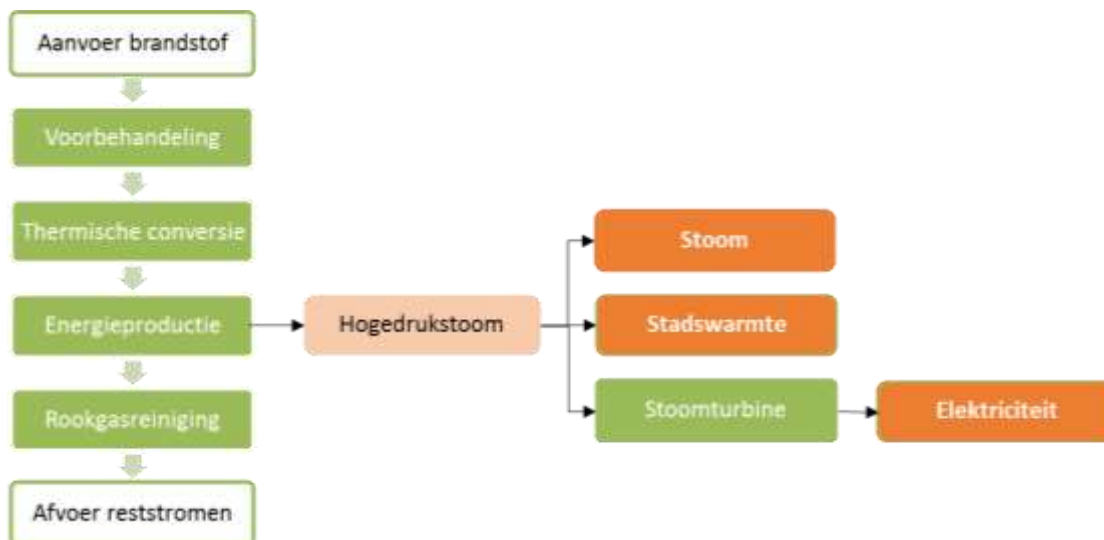 Aanvoer brandstof
Voorbehandeling
Thermische conversie
Energieproductie
Rookgasreiniging
Afvoer reststromen
Hogedrukstoom
Stoom
Stadswarmte
Stoomturbine
Elektriciteit